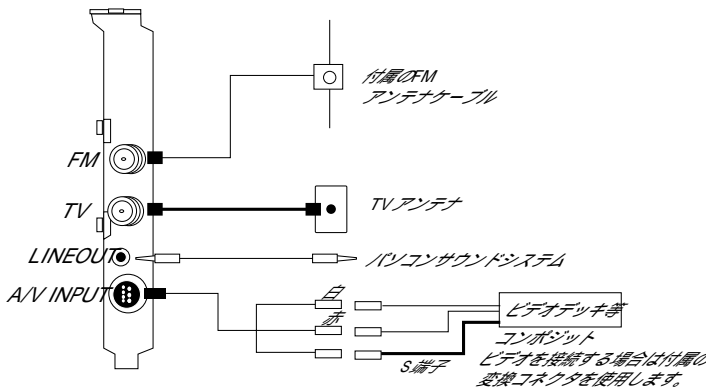 付属のFM
アンテナケーブル
FM
TV
TVアンテナ
LINEOUT
パソコンサウンドシステム
A/V INPUT
白
赤
ビデオデッキ等
コンポジット
S端子
ビデオを接続する場合は付属の
変換コネクタを使用します。